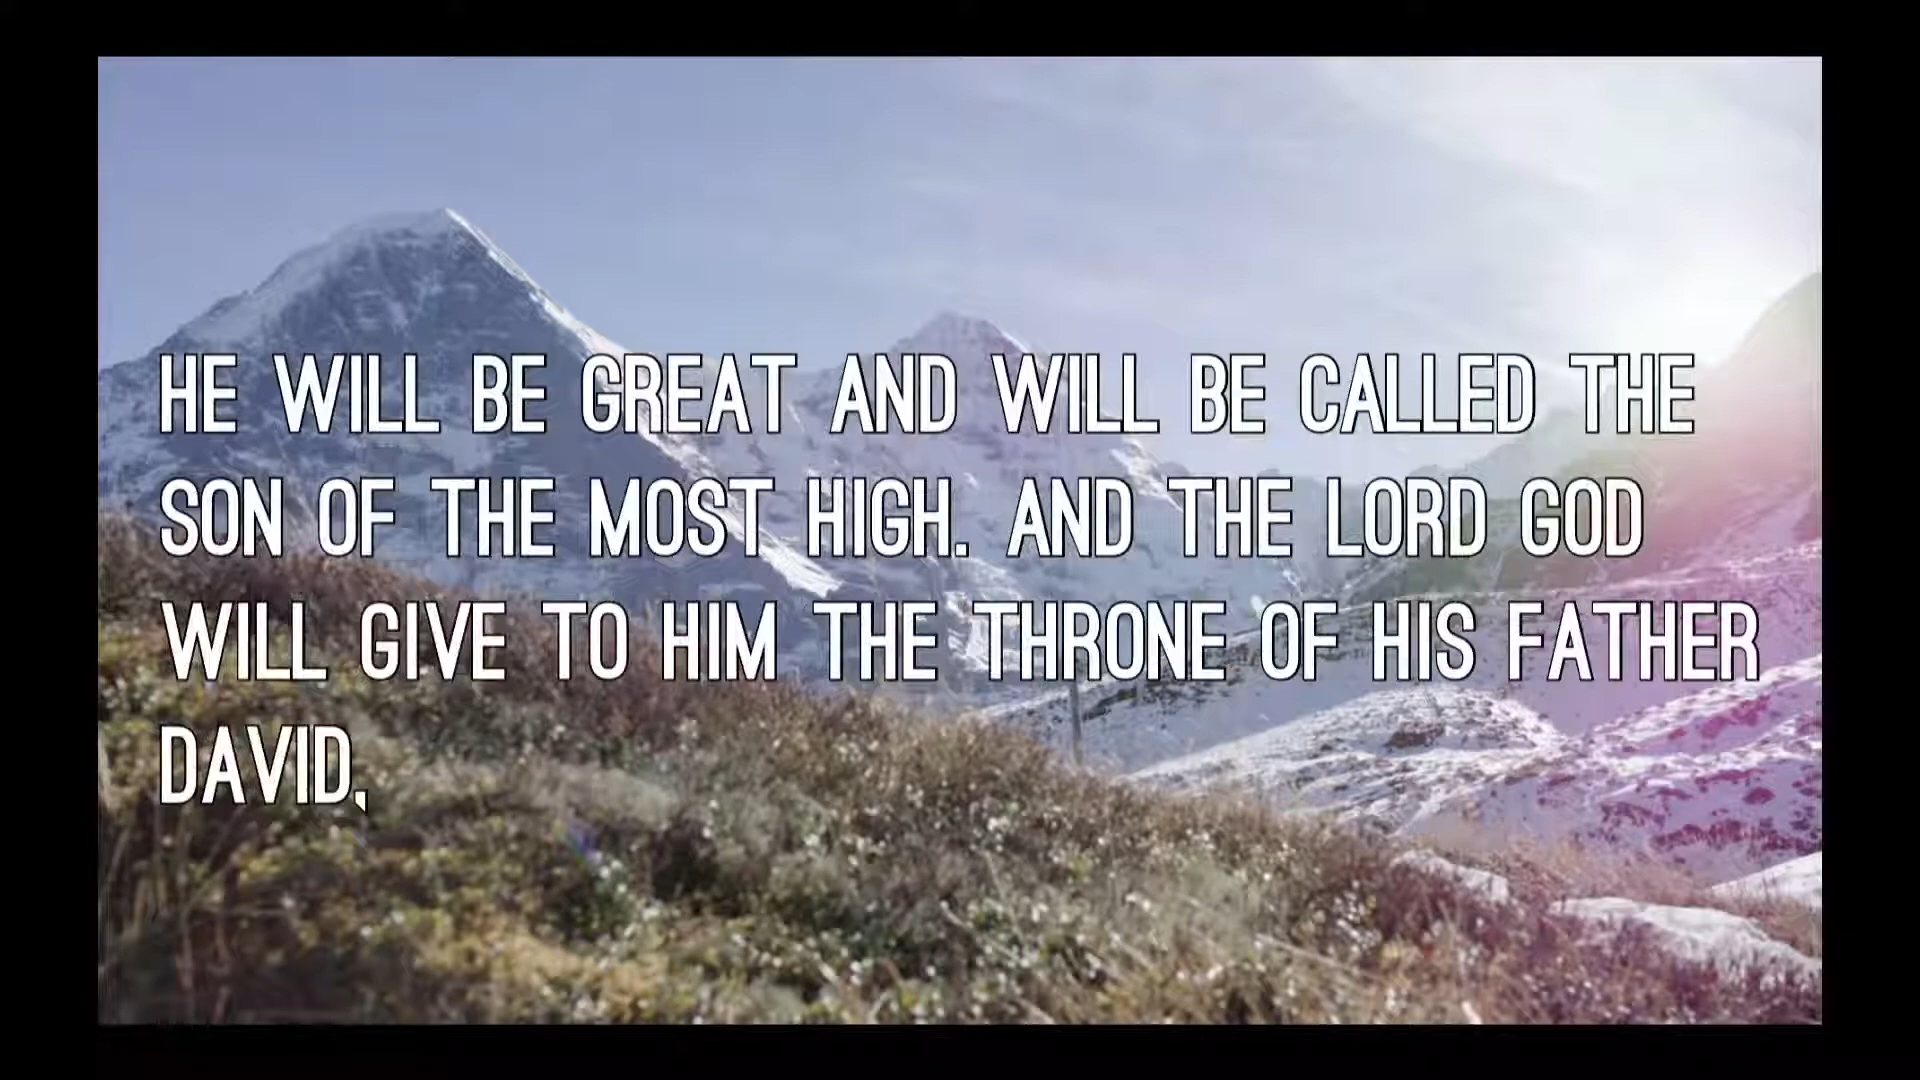 HE WILL BE GREAT AND WILL BE CALLED THE
SON OF THE MOST HIGH. AND THE LORD GOD
WILL GIVE TO HIM THE THRONE OF HIS FATHER
DAVID,